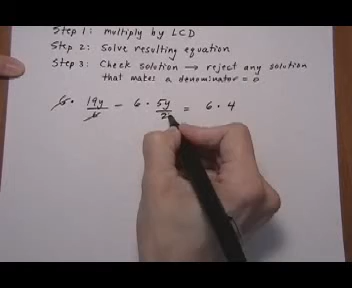 Step 1: multiply by LCD
Step 2: Solve resulting equation
Step 3: Check solution → reject any solution
that makes a denominator = 0
6 · 19y/6 − 6 · 5y/2 = 6 · 4